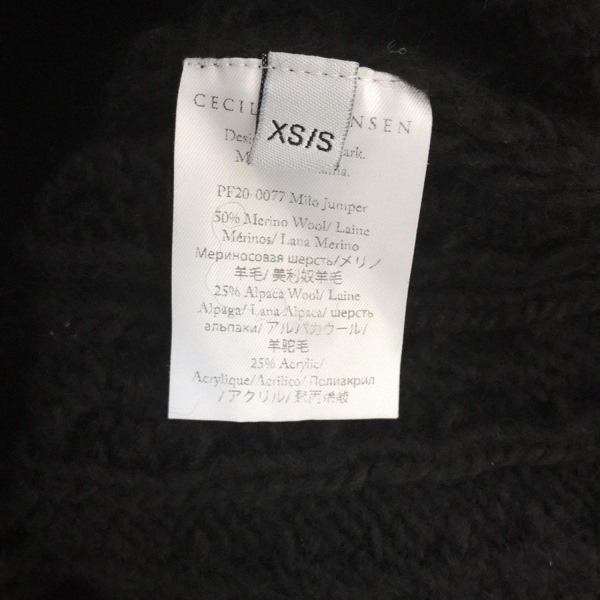 XS/S
CECIL NSEN
Desi ark.
M
PF20-0077 Milo Jumper
50% Merino Wool/ Laine
Mérinos/ Lana Merino
Мериносовая шерсть/メリノ
羊毛/ 美利奴羊毛
25% Alpaca Wool/ Laine
Alpaga/ Lana Alpaca/ шерсть
альпаки/ アルパカウール/
羊驼毛
25% Acrylic/
Acrylique/ Acrilico/ Полиакрил
/アクリル/ 聚丙烯酸